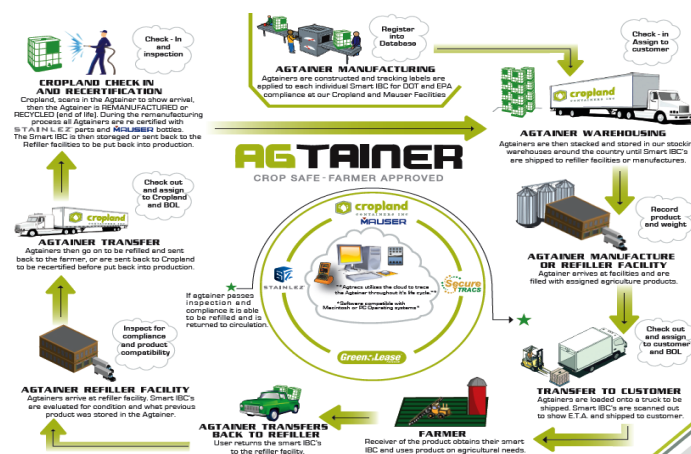 Check - In
and
inspection
CROPLAND CHECK IN
AND RECERTIFICATION
Cropland, scans in the Agtainer to show arrival,
then the Agtainer is REMANUFACTURED or
RECYCLED (end of life). During the remanufacturing
process all Agtainers are re certified with
STAINLEZ parts and MAUSER bottles.
The Smart IBC is then storeged or sent back to the
Refiller facilities to be put back into production.
Register
into
Database
AGTAINER MANUFACTURING
Agtainers are constructed and tracking labels are
applied to each individual Smart IBC for DOT and EPA
compliance at our Cropland and Mauser Facilities
Check - in
Assign to
customer
cropland
CONTAINERS INC
AGTAINER WAREHOUSING
Agtainers are then stacked and stored in our stockin
warehouses around the country until Smart IBC's
are shipped to refiller facilities or manufactures.
AGTAINER
CROP SAFE - FARMER APPROVED
Check out
and assign
to Cropland
and BOL
cropland
CONTAINERS INC
AGTAINER TRANSFER
Agtainers then go on to be refilled and sent
back to the farmer, or are sent back to Cropland
to be recertified before put back into production.
cropland
CONTAINERS INC
MAUSER
STAINLEZ
**Agtracs utilizes the cloud to trace
the Agtainer throughout it's life cycle.**
*Software compatible with
Macintosh or PC Operating systems*
Secure
TRACS
Green:.Lease
If agtainer passes
inspection and
compliance it is able
to be refilled and is
returned to circulation.
Record
product
and weight
AGTAINER MANUFACTURE
OR REFILLER FACILITY
Agtainer arrives at facilities and are
filled with assigned agriculture products.
Inspect for
compliance
and product
compatibility
AGTAINER REFILLER FACILITY
Agtainers arrive at refiller facility. Smart IBC's
are evaluated for condition and what previous
product was stored in the Agtainer.
Check out
and assign
to customer
and BOL
TRANSFER TO CUSTOMER
Agtainers are loaded onto a truck to be
shipped. Smart IBC's are scanned out
to show E.T.A. and shipped to customer.
AGTAINER TRANSFERS
BACK TO REFILLER
User returns the smart IBC's
to the refiller facility.
FARMER
Receiver of the product obtains their smart
IBC and uses product on agricultural needs.